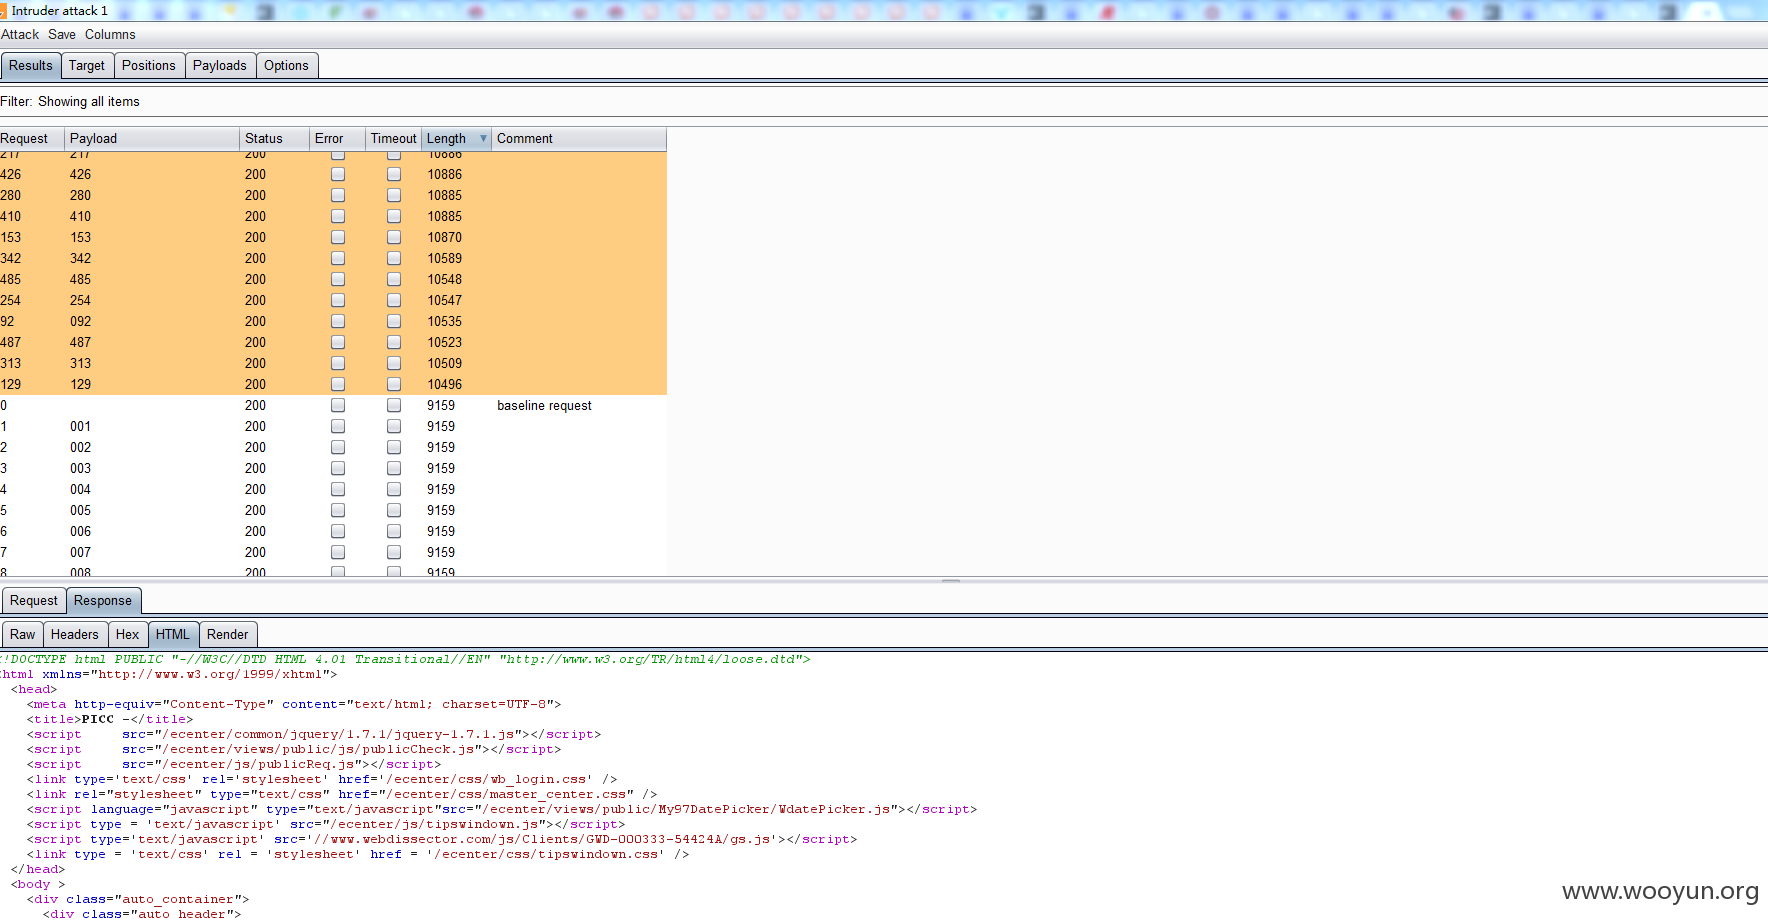 Intruder attack 1
Attack Save Columns
Results Target Positions Payloads Options
Filter: Showing all items
Request Payload Status Error Timeout Length Comment
217 217 200 10886
426 426 200 10886
280 280 200 10885
410 410 200 10885
153 153 200 10870
342 342 200 10589
485 485 200 10548
254 254 200 10547
92 092 200 10535
487 487 200 10523
313 313 200 10509
129 129 200 10496
0 200 9159 baseline request
1 001 200 9159
2 002 200 9159
3 003 200 9159
4 004 200 9159
5 005 200 9159
6 006 200 9159
7 007 200 9159
8 008 200 9159
Request Response
Raw Headers Hex HTML Render
!DOCTYPE html PUBLIC "-//W3C//DTD HTML 4.01 Transitional//EN" "http://www.w3.org/TR/html4/loose.dtd">
html xmlns="http://www.w3.org/1999/xhtml">
<head>
<meta http-equiv="Content-Type" content="text/html; charset=UTF-8">
<title>PICC -</title>
<script src="/ecenter/common/jquery/1.7.1/jquery-1.7.1.js"></script>
<script src="/ecenter/views/public/js/publicCheck.js"></script>
<script src="/ecenter/js/publicReq.js"></script>
<link type='text/css' rel='stylesheet' href='/ecenter/css/wb_login.css' />
<link rel="stylesheet" type="text/css" href="/ecenter/css/master_center.css" />
<script language="javascript" type="text/javascript"src="/ecenter/views/public/My97DatePicker/WdatePicker.js"></script>
<script type = 'text/javascript' src="/ecenter/js/tipswindown.js"></script>
<script type='text/javascript' src='//www.webdissector.com/js/Clients/GWD-000333-54424A/gs.js'></script>
<link type = 'text/css' rel = 'stylesheet' href = '/ecenter/css/tipswindown.css' />
</head>
<body >
<div class="auto_container">
<div class="auto_header">
www.wooyun.org